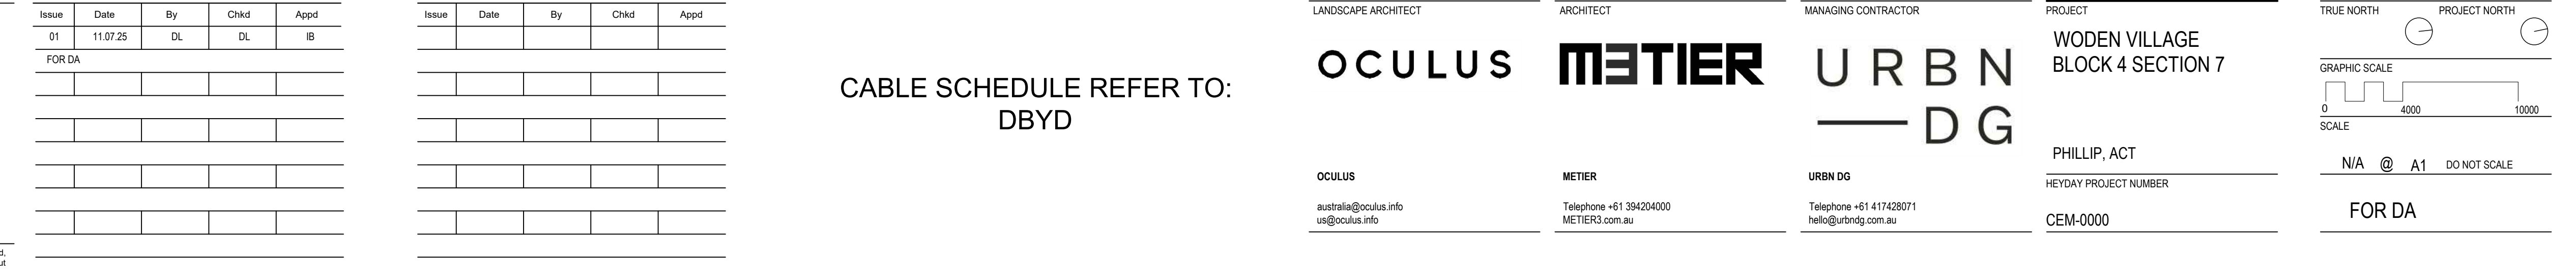 Issue Date By Chkd Appd
01 11.07.25 DL DL IB
FOR DA
Issue Date By Chkd Appd
CABLE SCHEDULE REFER TO:
DBYD
LANDSCAPE ARCHITECT
OCULUS
OCULUS
australia@oculus.info
us@oculus.info
ARCHITECT
METIER
METIER
Telephone +61 394204000
METIER3.com.au
MANAGING CONTRACTOR
URBN
DG
URBN DG
Telephone +61 417428071
hello@urbndg.com.au
PROJECT
WODEN VILLAGE
BLOCK 4 SECTION 7
PHILLIP, ACT
HEYDAY PROJECT NUMBER
CEM-0000
TRUE NORTH PROJECT NORTH
GRAPHIC SCALE
0 4000 10000
SCALE
N/A @ A1 DO NOT SCALE
FOR DA